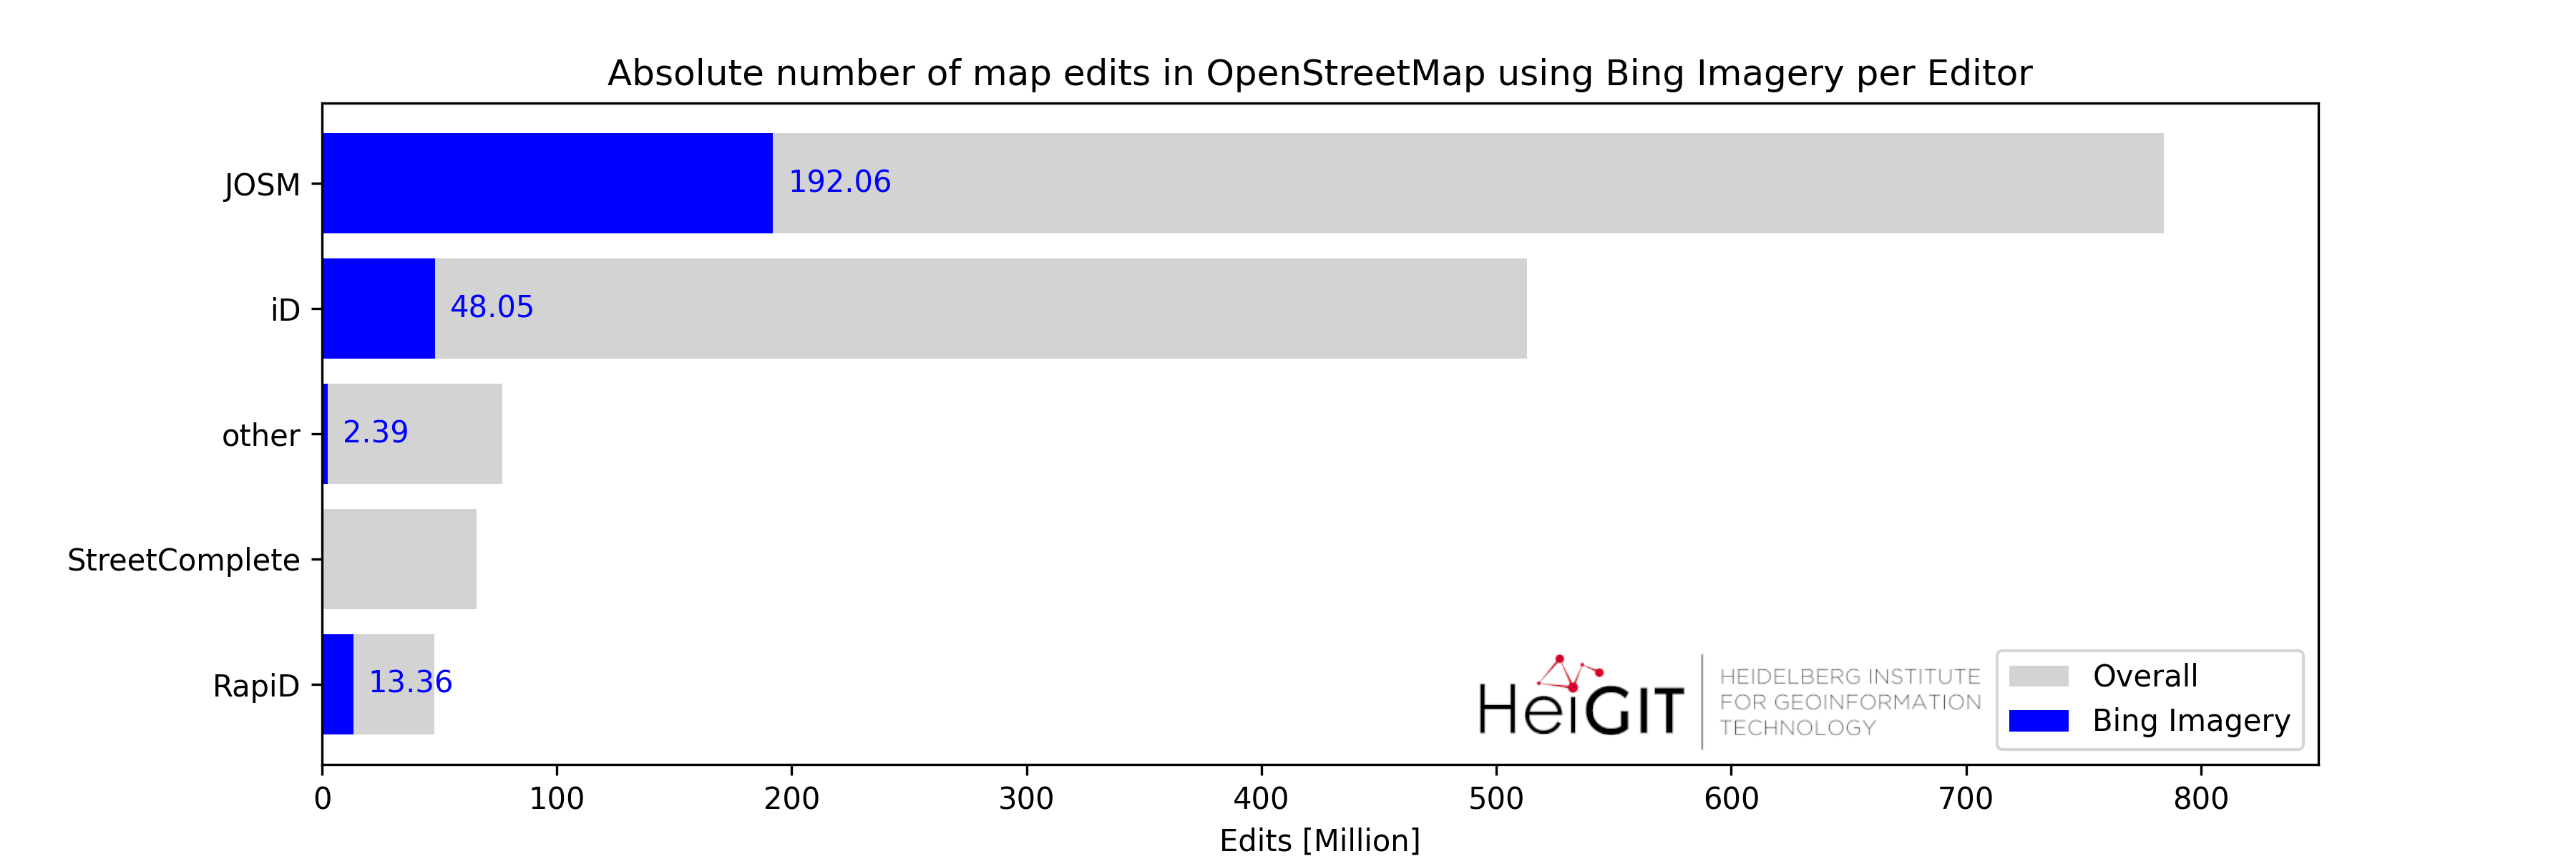 Absolute number of map edits in OpenStreetMap using Bing Imagery per Editor
JOSM
192.06
iD
48.05
other
2.39
StreetComplete
RapiD
13.36
HeiGIT
HEIDELBERG INSTITUTE
FOR GEOINFORMATION
TECHNOLOGY
Overall
Bing Imagery
0 100 200 300 400 500 600 700 800
Edits [Million]